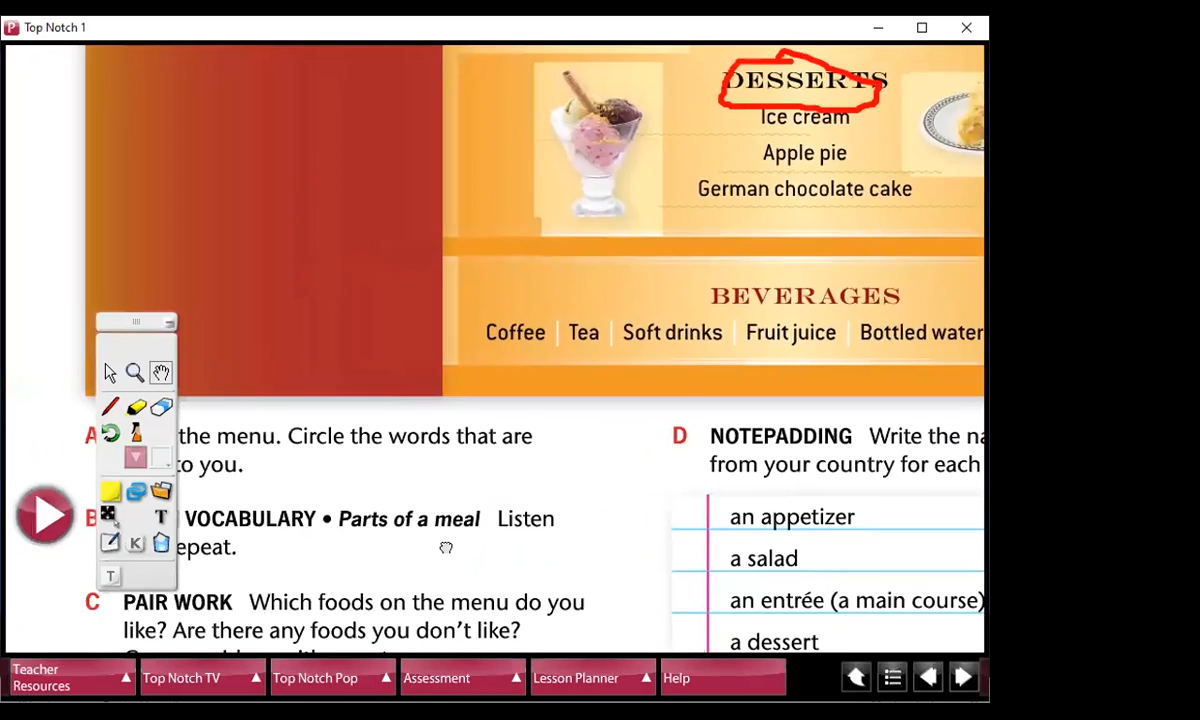 Top Notch 1
DESSERTS
Ice cream
Apple pie
German chocolate cake
BEVERAGES
Coffee | Tea | Soft drinks | Fruit juice | Bottled water
A the menu. Circle the words that are
to you.
B VOCABULARY • Parts of a meal Listen
epeat.
C PAIR WORK Which foods on the menu do you
like? Are there any foods you don't like?
D NOTEPADDING Write the na
from your country for each
an appetizer
a salad
an entrée (a main course)
a dessert
T
K
T
Teacher
Resources
Top Notch TV
Top Notch Pop
Assessment
Lesson Planner
Help